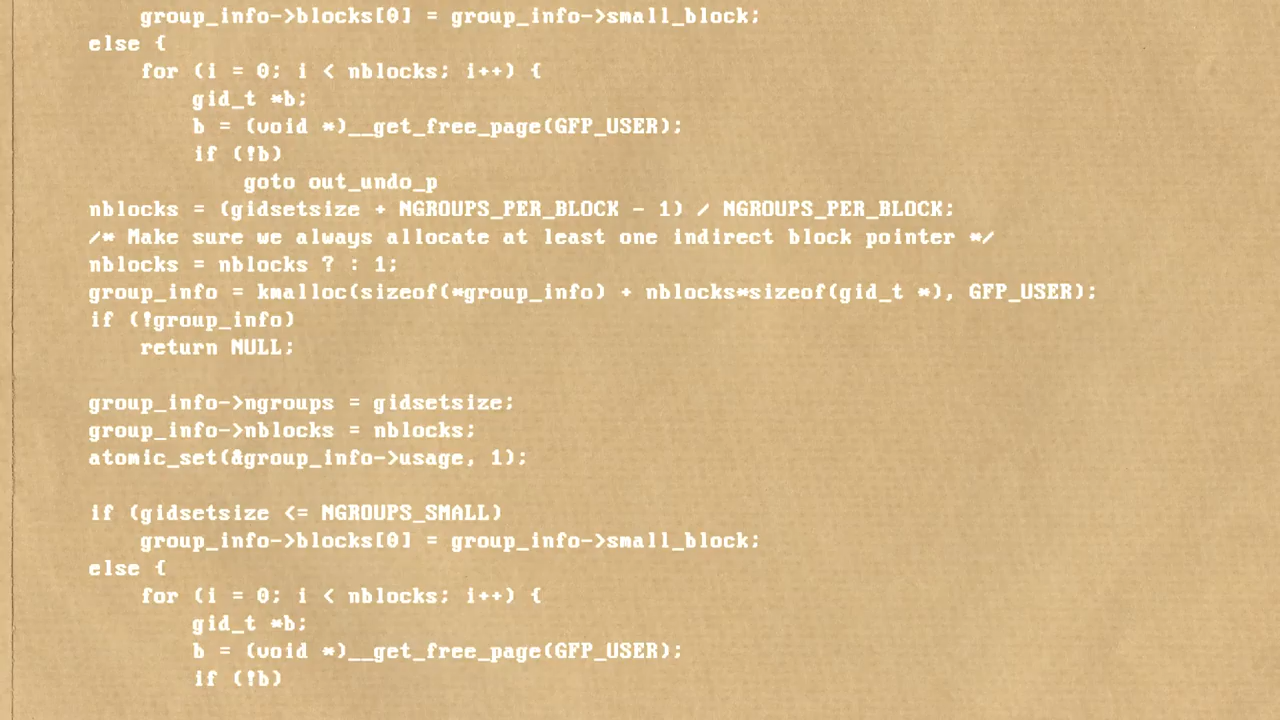 group_info->blocks[0] = group_info->small_block;
else {
for (i = 0; i < nblocks; i++) {
gid_t *b;
b = (void *)__get_free_page(GFP_USER);
if (!b)
goto out_undo_p
nblocks = (gidsetsize + NGROUPS_PER_BLOCK - 1) / NGROUPS_PER_BLOCK;
/* Make sure we always allocate at least one indirect block pointer */
nblocks = nblocks ? : 1;
group_info = kmalloc(sizeof(*group_info) + nblocks*sizeof(gid_t *), GFP_USER);
if (!group_info)
return NULL;

group_info->ngroups = gidsetsize;
group_info->nblocks = nblocks;
atomic_set(&group_info->usage, 1);

if (gidsetsize <= NGROUPS_SMALL)
group_info->blocks[0] = group_info->small_block;
else {
for (i = 0; i < nblocks; i++) {
gid_t *b;
b = (void *)__get_free_page(GFP_USER);
if (!b)